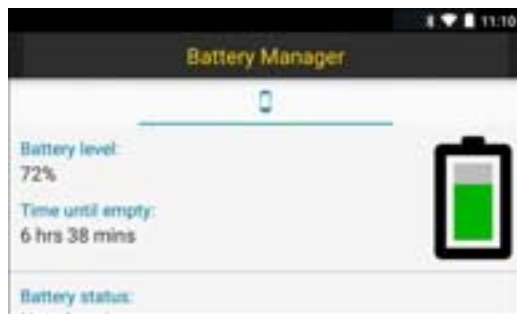 11:10
Battery Manager
Battery level:
72%
Time until empty:
6 hrs 38 mins
Battery status: